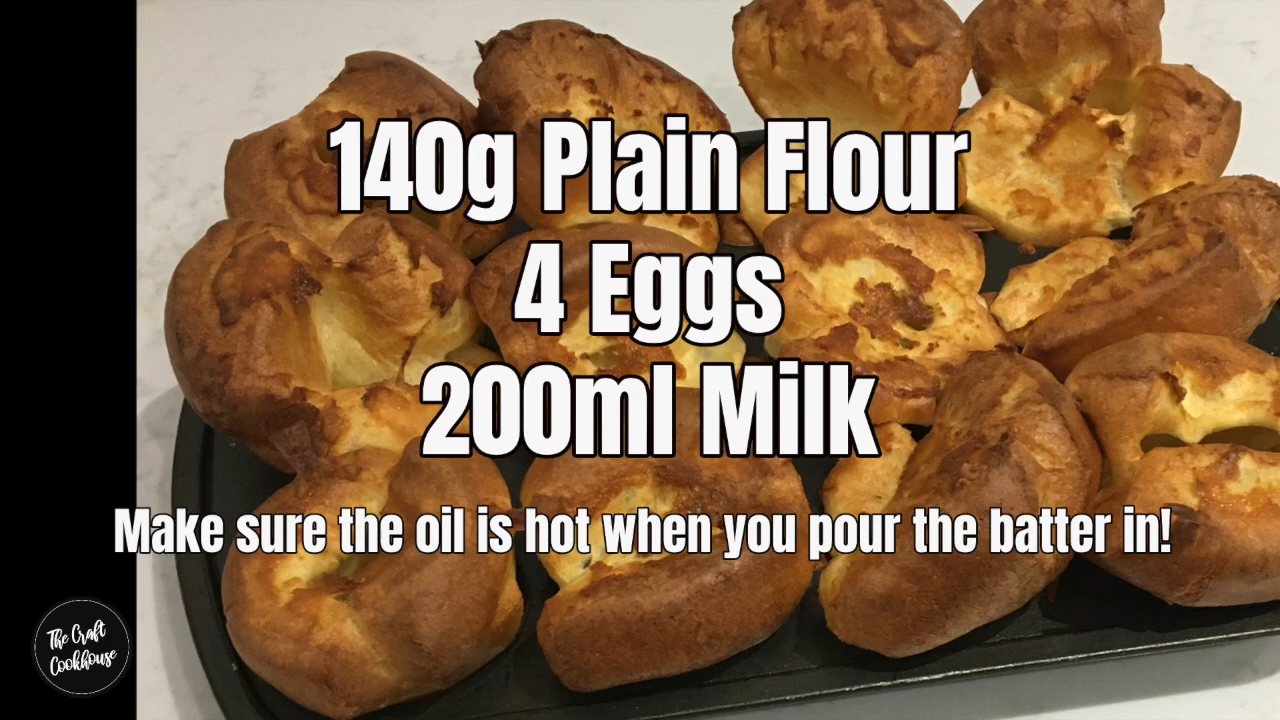 140g Plain Flour
4 Eggs
200ml Milk
Make sure the oil is hot when you pour the batter in!
The Craft
Cookhouse